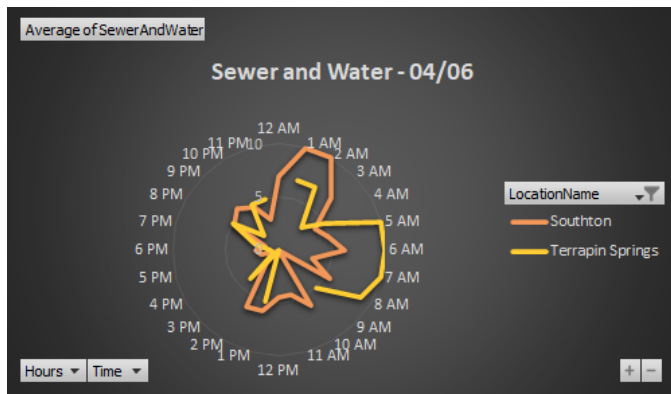 Average of SewerAndWater
Sewer and Water - 04/06
12 AM
1 AM
2 AM
3 AM
4 AM
5 AM
6 AM
7 AM
8 AM
9 AM
10 AM
11 AM
12 PM
1 PM
2 PM
3 PM
4 PM
5 PM
6 PM
7 PM
8 PM
9 PM
10 PM
11 PM
10
5
LocationName
Southton
Terrapin Springs
Hours
Time
+
-